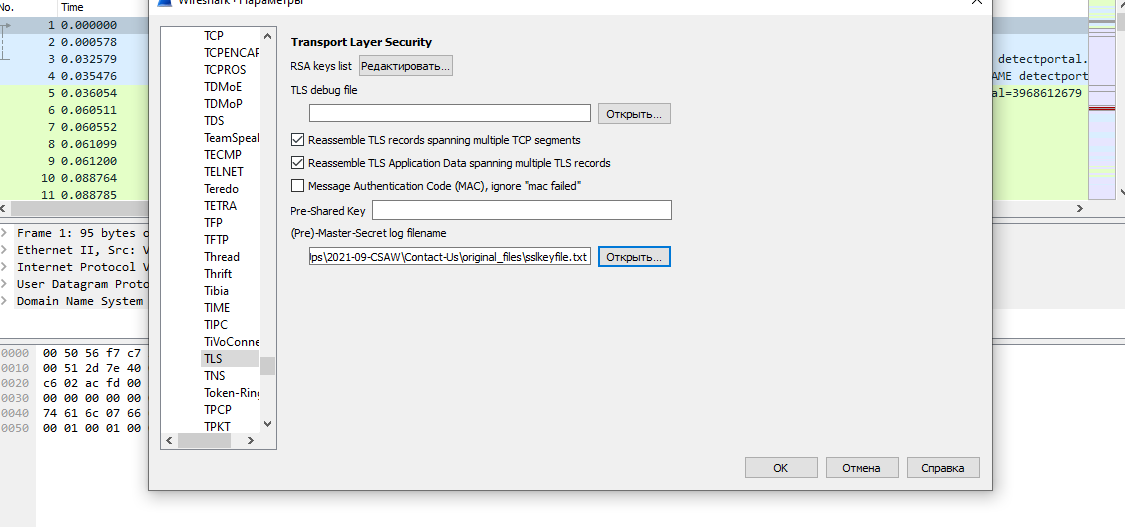 Wireshark · Параметры
No. Time
1 0.000000
2 0.000578
3 0.032579 detectportal.
4 0.035476 AME detectport
5 0.036054 al=3968612679
6 0.060511
7 0.060552
8 0.061099
9 0.061200
10 0.088764
11 0.088785
Frame 1: 95 bytes o
Ethernet II, Src: V
Internet Protocol V
User Datagram Proto
Domain Name System
0000 00 50 56 f7 c7
0010 00 51 2d 7e 40
0020 c6 02 ac fd 00
0030 00 00 00 00 00
0040 74 61 6c 07 66
0050 00 01 00 01 00
TCP
TCPENCAP
TCPROS
TDMoE
TDMoP
TDS
TeamSpeak
TECMP
TELNET
Teredo
TETRA
TFP
TFTP
Thread
Thrift
Tibia
TIME
TIPC
TiVoConne
TLS
TNS
Token-Ring
TPCP
TPKT
Transport Layer Security
RSA keys list Редактировать...
TLS debug file
Открыть...
Reassemble TLS records spanning multiple TCP segments
Reassemble TLS Application Data spanning multiple TLS records
Message Authentication Code (MAC), ignore "mac failed"
Pre-Shared Key
(Pre)-Master-Secret log filename
ps\2021-09-CSAW\Contact-Us\original_files\sslkeyfile.txt Открыть...
OK Отмена Справка